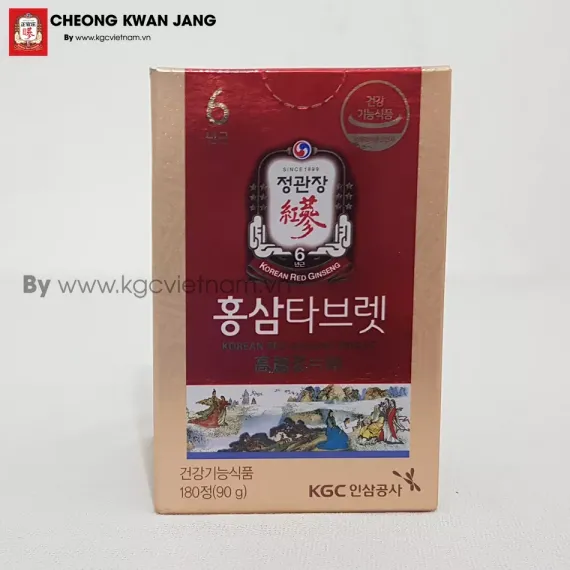 CHEONG KWAN JANG
By www.kgcvietnam.vn
6
년근
건강
기능식품
SINCE 1899
정관장
紅蔘
6
년근
KOREAN RED GINSENG
By www.kgcvietnam.vn
홍삼타브렛
KOREAN
건강기능식품
180정(90 g)
KGC 인삼공사